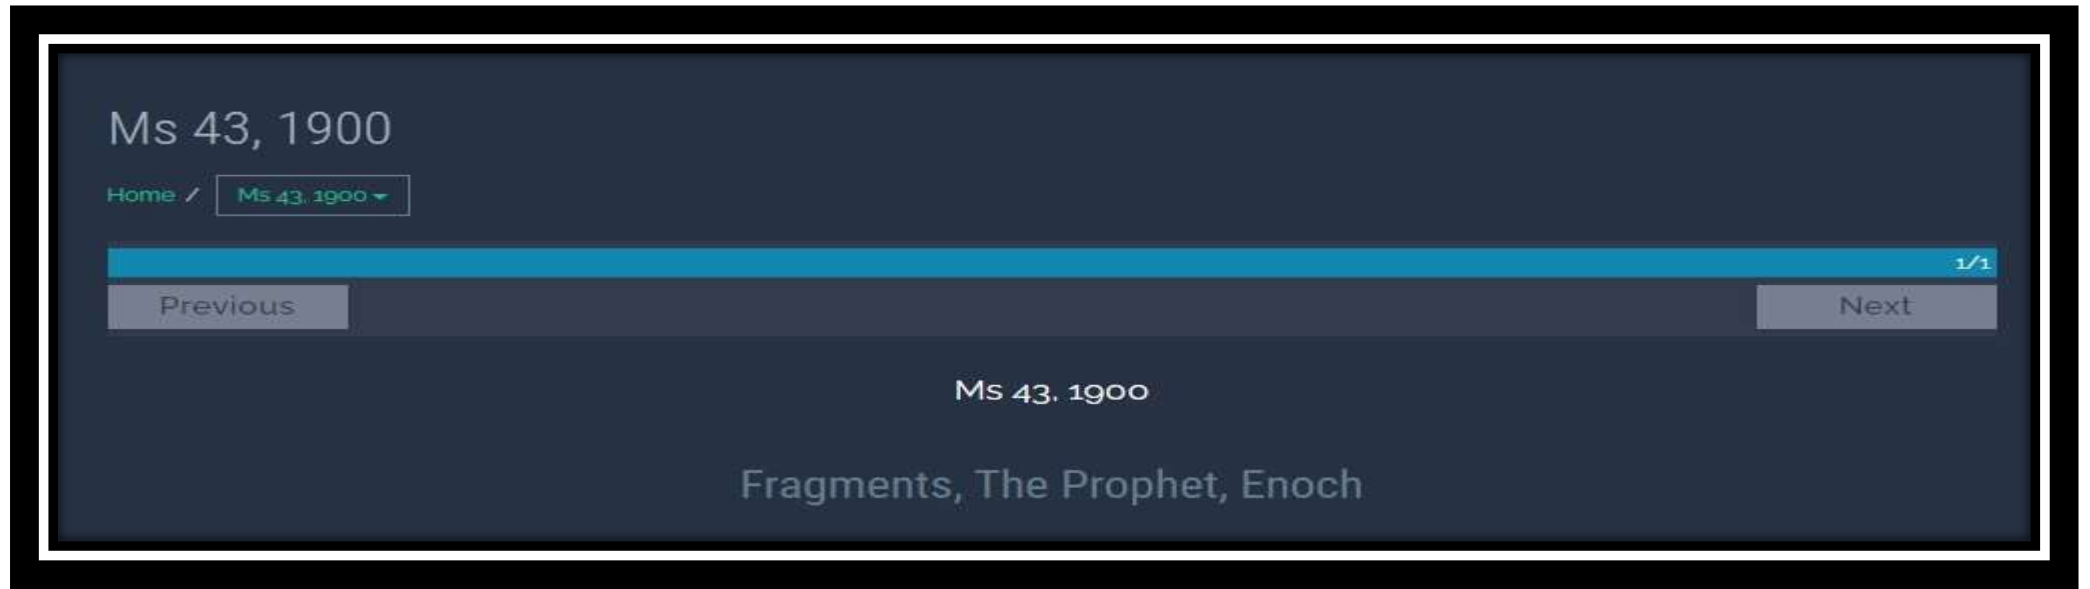 Ms 43, 1900
Home / Ms 43, 1900
1/1
Previous Next
Ms 43, 1900
Fragments, The Prophet, Enoch